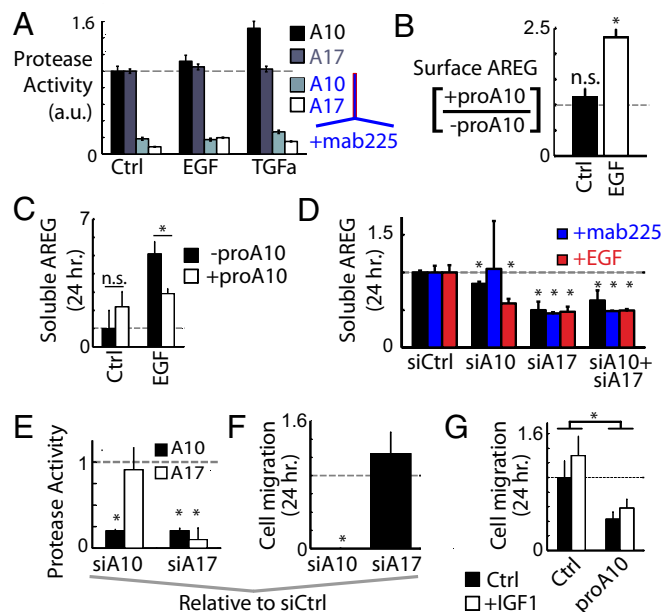 A
Protease
Activity
(a.u.)
1.6
1.2
0
Ctrl
EGF
TGFa
A10
A17
A10
A17
+mab225
B
Surface AREG
+proA10
-proA10
2.5
0
n.s.
*
Ctrl
EGF
C
Soluble AREG
(24 hr.)
7
0
n.s.
*
-proA10
+proA10
Ctrl
EGF
D
Soluble AREG
(24 hr.)
1.5
0
+mab225
+EGF
* *
* * *
* * *
siCtrl
siA10
siA17
siA10+
siA17
E
Protease Activity
1
0
A10
A17
*
* *
siA10
siA17
F
Cell migration
(24 hr.)
1.6
0
*
siA10
siA17
Relative to siCtrl
G
Cell migration
(24 hr.)
1.6
0
*
Ctrl
proA10
Ctrl
+IGF1